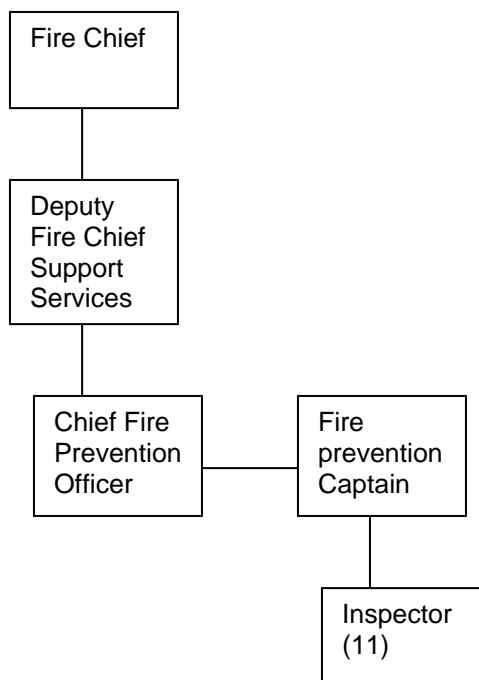 Fire Chief
Deputy
Fire Chief
Support
Services
Chief Fire
Prevention
Officer
Fire
prevention
Captain
Inspector
(11)